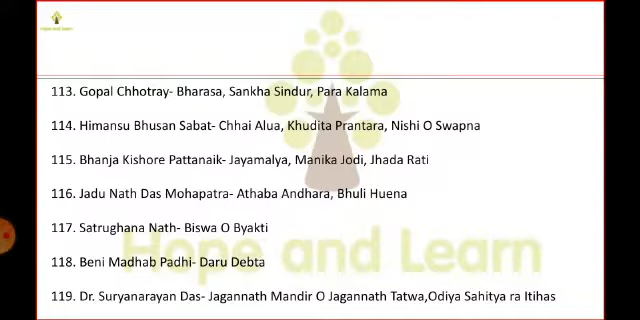 Hope and Learn
113. Gopal Chhotray- Bharasa, Sankha Sindur, Para Kalama
114. Himansu Bhusan Sabat- Chhai Alua, Khudita Prantara, Nishi O Swapna
115. Bhanja Kishore Pattanaik- Jayamalya, Manika Jodi, Jhada Rati
116. Jadu Nath Das Mohapatra- Athaba Andhara, Bhuli Huena
117. Satrughana Nath- Biswa O Byakti
Hope and Learn
118. Beni Madhab Padhi- Daru Debta
119. Dr. Suryanarayan Das- Jagannath Mandir O Jagannath Tatwa,Odiya Sahitya ra Itihas